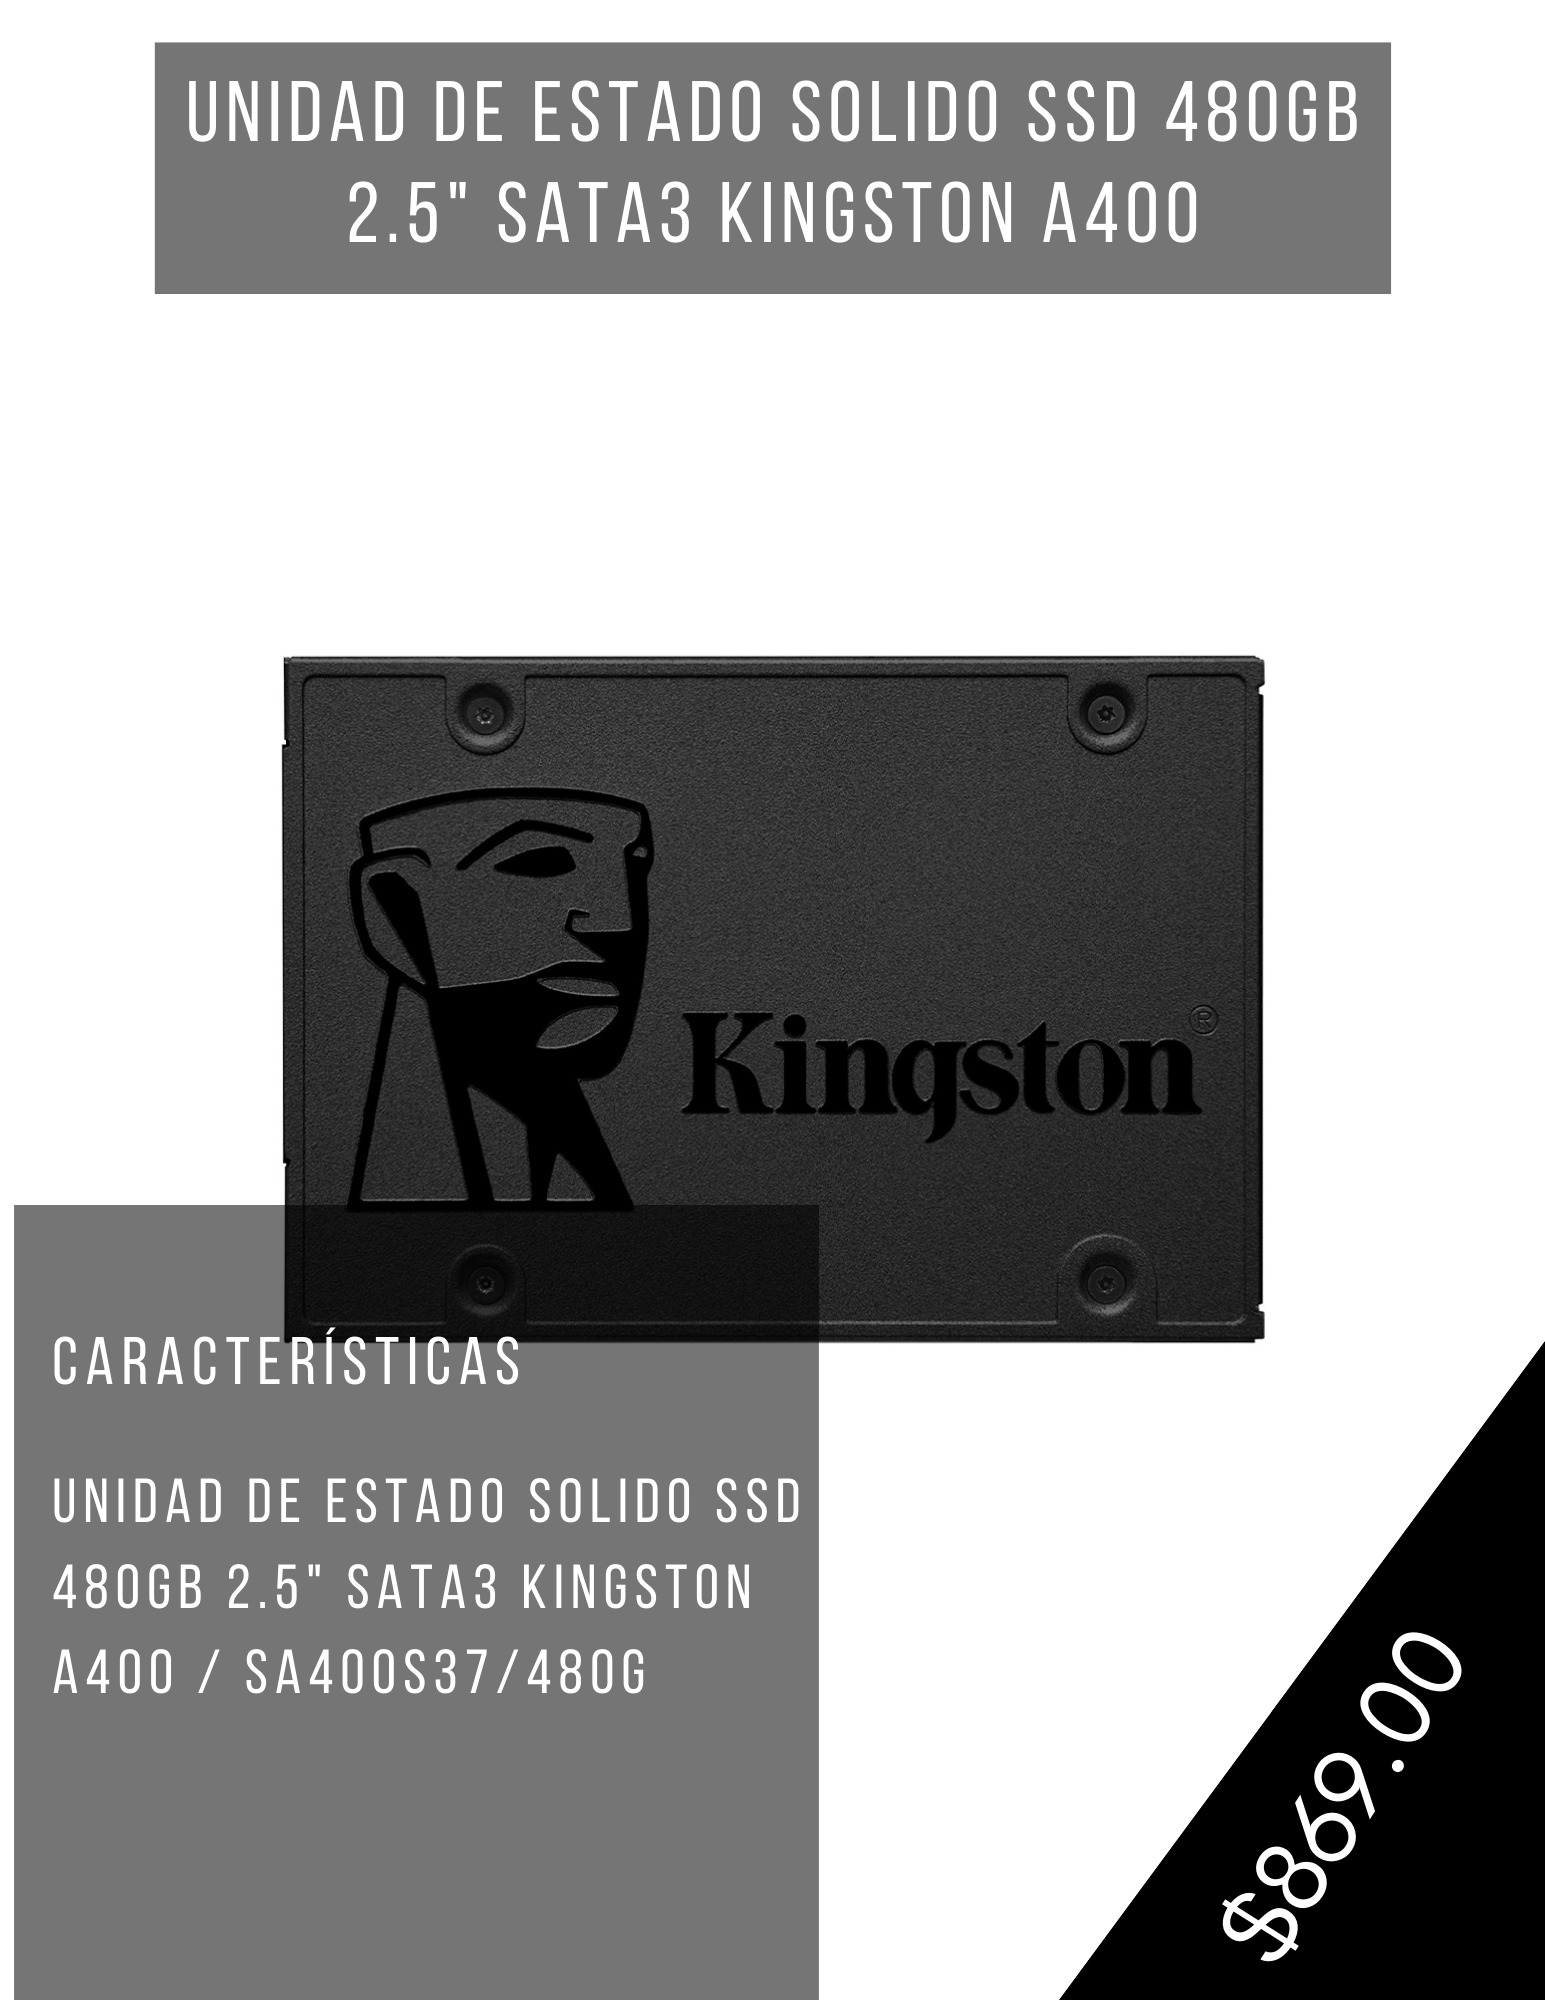 UNIDAD DE ESTADO SOLIDO SSD 480GB
2.5" SATA3 KINGSTON A400
Kingston®
CARACTERÍSTICAS
UNIDAD DE ESTADO SOLIDO SSD
480GB 2.5" SATA3 KINGSTON
A400 / SA400S37/480G
$869.00